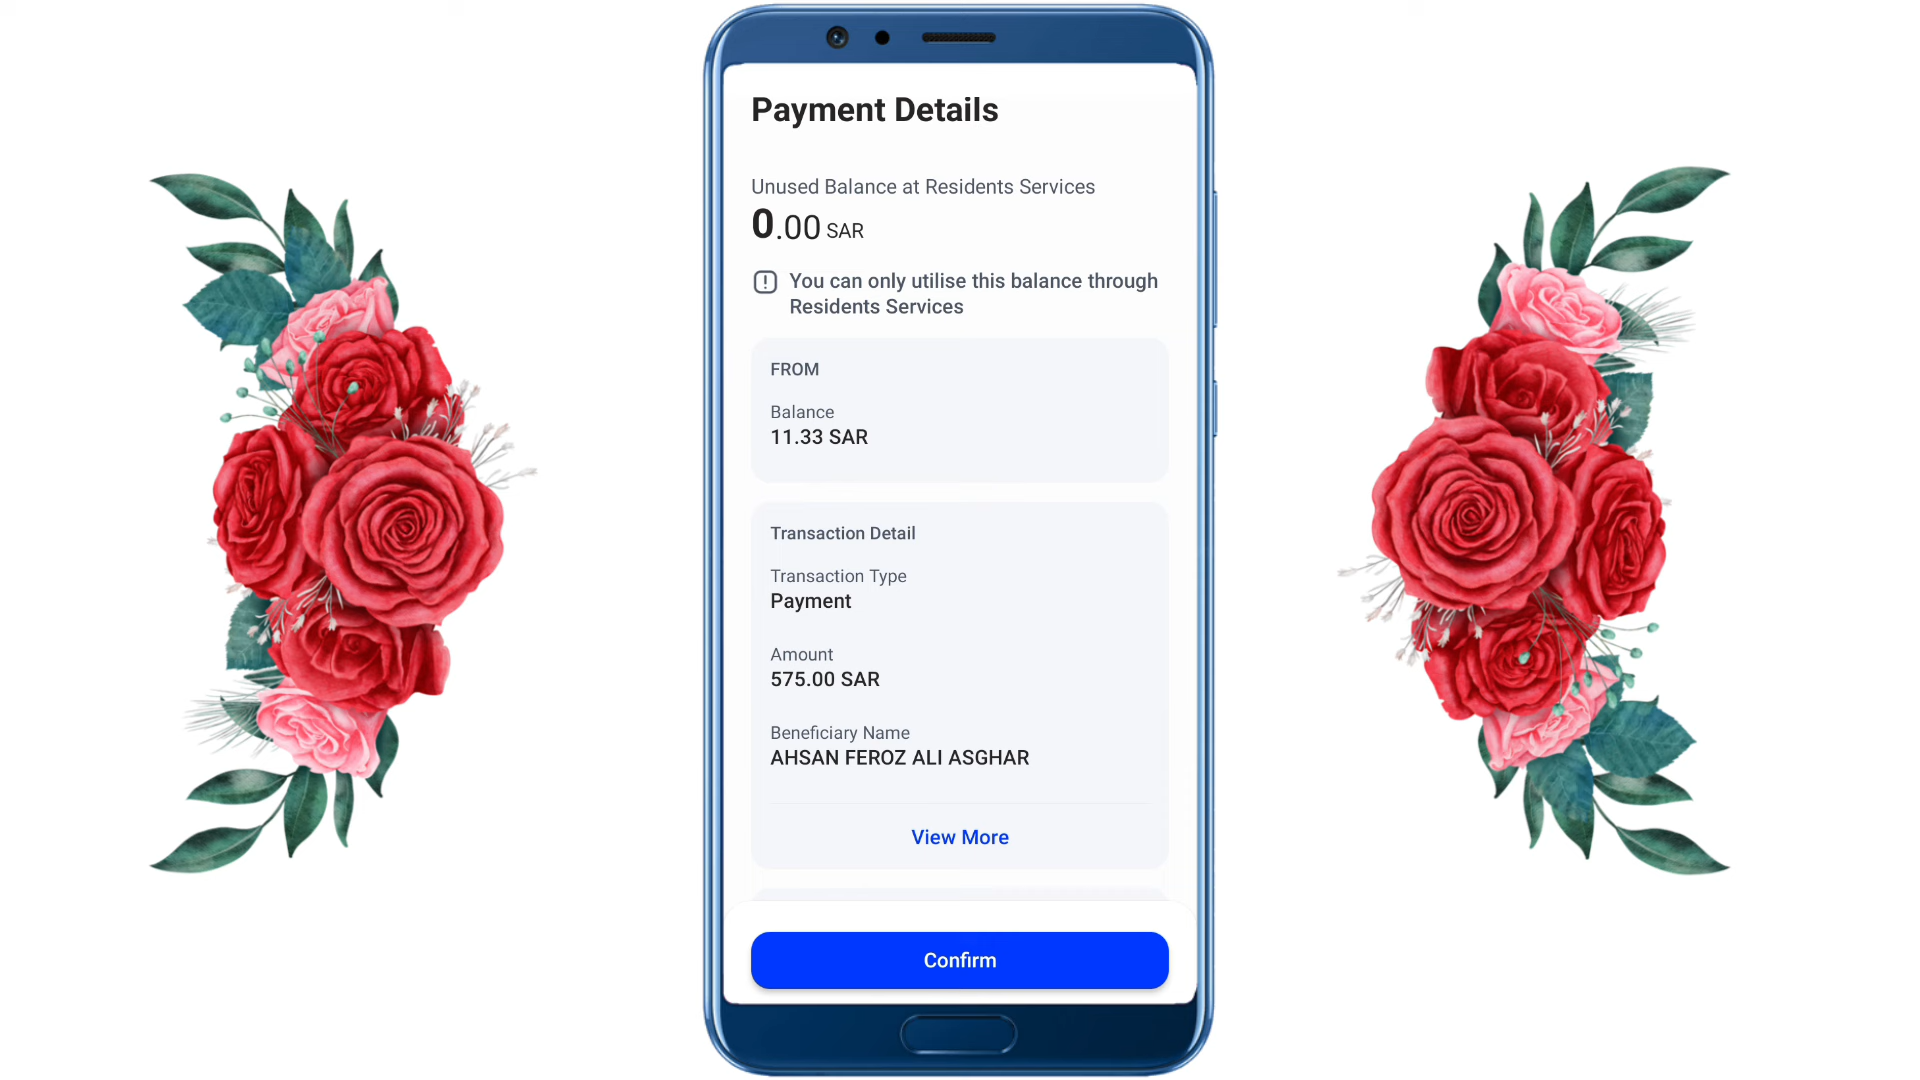 Payment Details
Unused Balance at Residents Services
0.00 SAR
You can only utilise this balance through
Residents Services
FROM
Balance
11.33 SAR
Transaction Detail
Transaction Type
Payment
Amount
575.00 SAR
Beneficiary Name
AHSAN FEROZ ALI ASGHAR
View More
Confirm